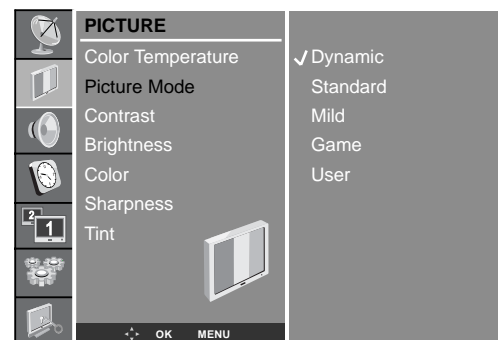 PICTURE
Color Temperature
Picture Mode
Contrast
Brightness
Color
Sharpness
Tint
✓Dynamic
Standard
Mild
Game
User
2
1
OK MENU